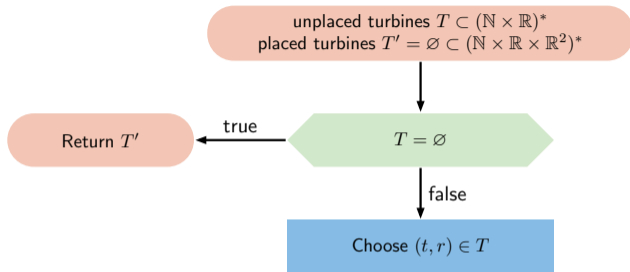 unplaced turbines T ⊂ (ℕ × ℝ)*
placed turbines T′ = ∅ ⊂ (ℕ × ℝ × ℝ²)*
Return T′
true
T = ∅
false
Choose (t, r) ∈ T